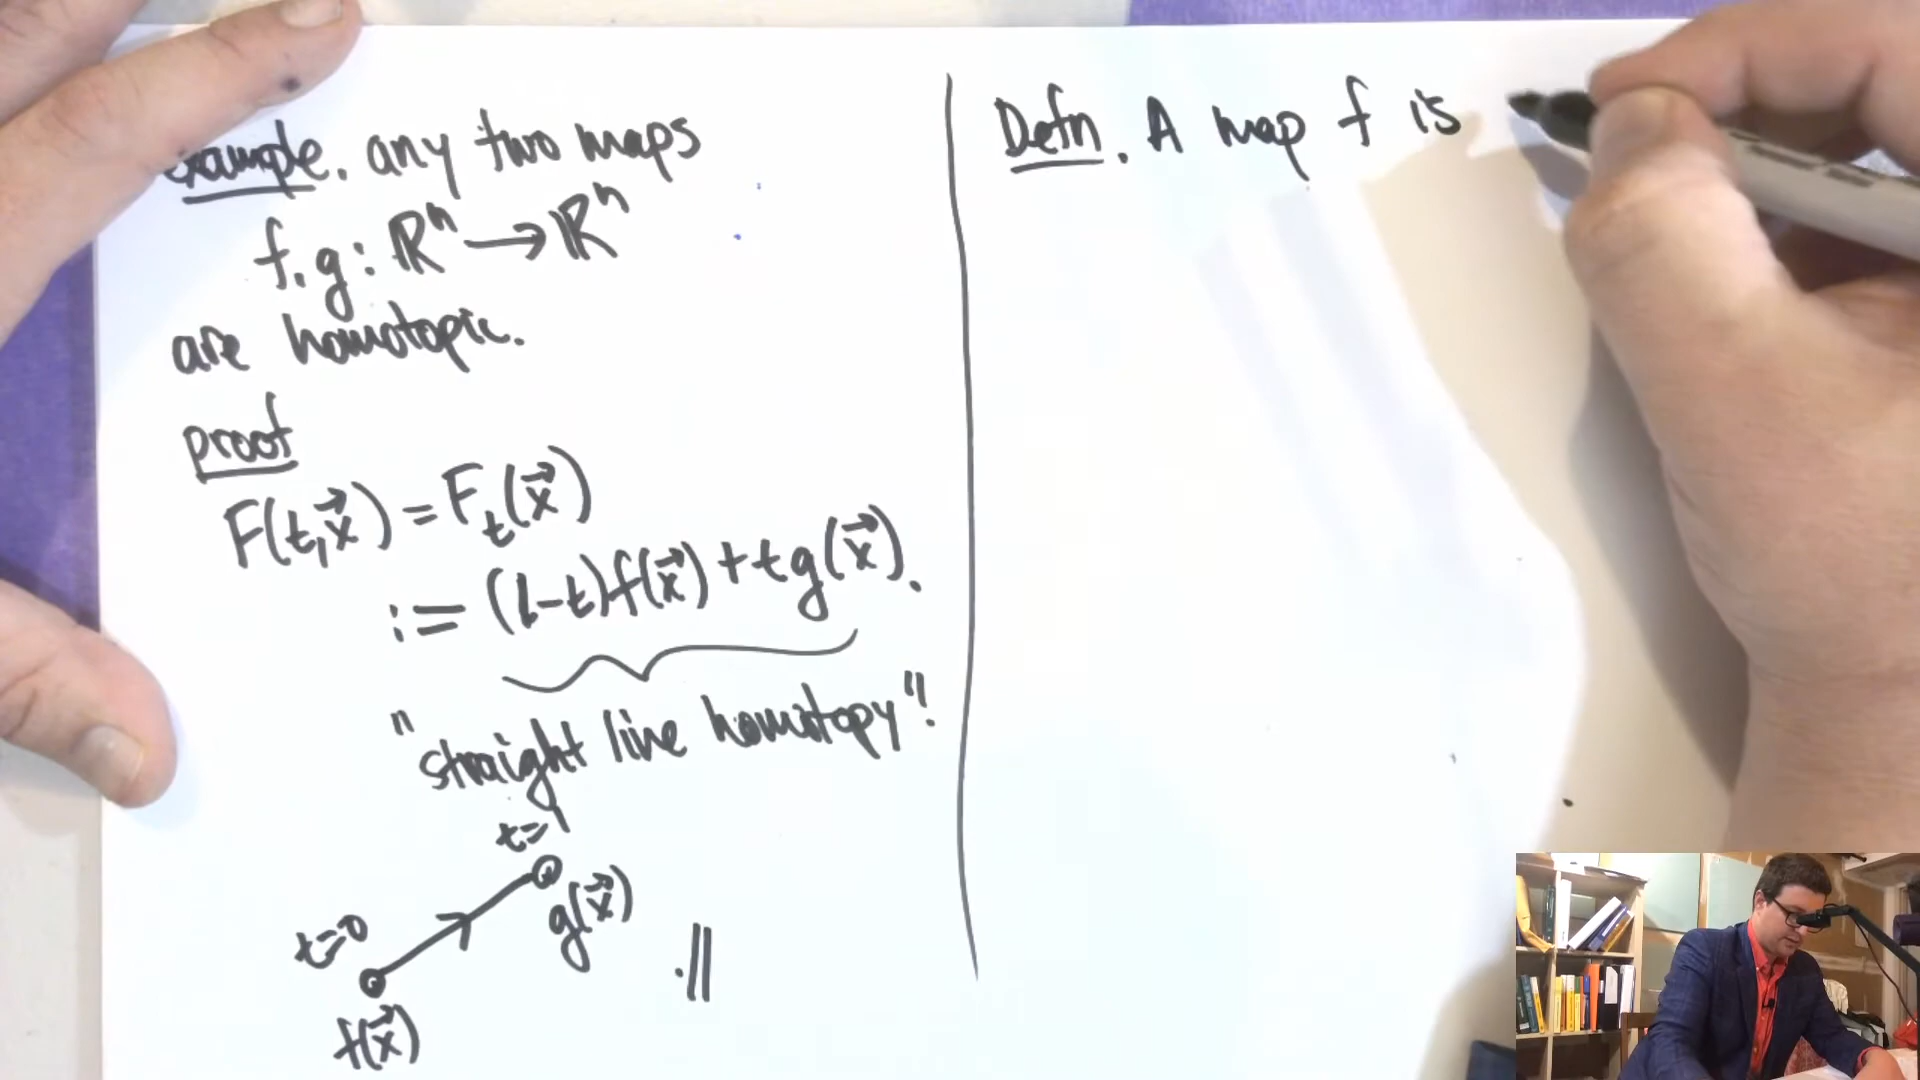 example. any two maps
f, g : ℝⁿ → ℝⁿ
are homotopic.
proof
F(t, x⃗) = Fₜ(x⃗)
:= (1-t)f(x⃗) + tg(x⃗).
"straight line homotopy"!
t=1
g(x⃗)
t=0
f(x⃗)
.||
Defn. A map f is